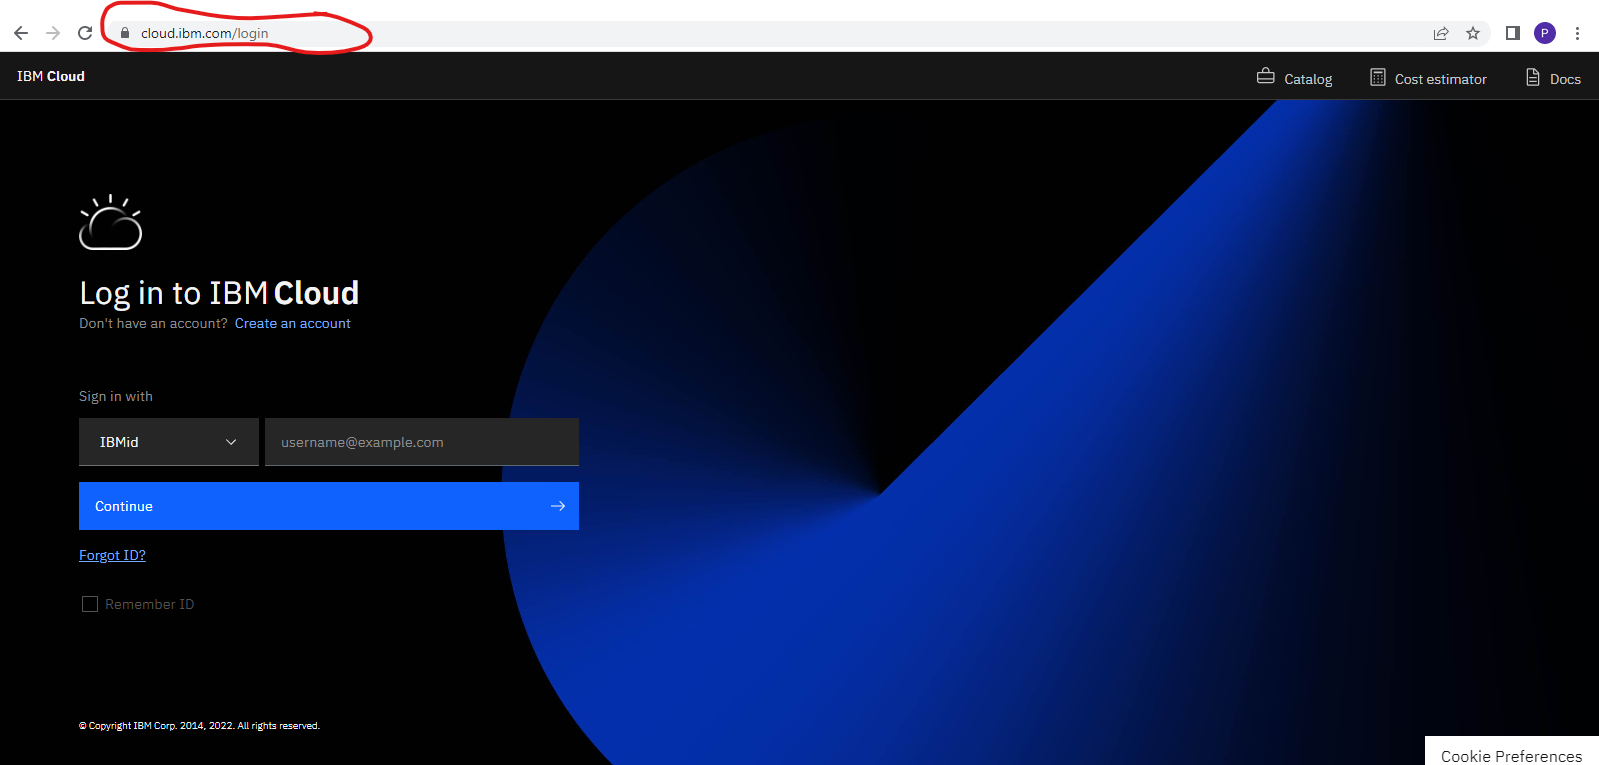 cloud.ibm.com/login
P
IBM Cloud
Catalog
Cost estimator
Docs
Log in to IBM Cloud
Don't have an account? Create an account
Sign in with
IBMid
username@example.com
Continue
Forgot ID?
Remember ID
© Copyright IBM Corp. 2014, 2022. All rights reserved.
Cookie Preferences